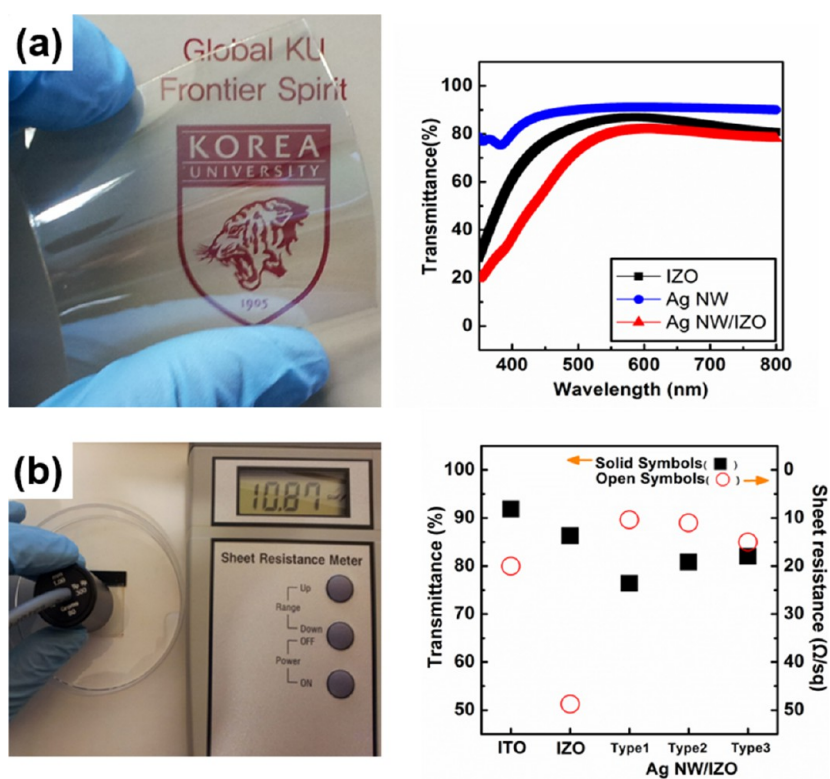 (a)
Global KU
Frontier Spirit
KOREA
UNIVERSITY
1905
Transmittance(%)
100
80
60
40
20
0
IZO
Ag NW
Ag NW/IZO
400
500
600
700
800
Wavelength (nm)
(b)
10.87
Sheet Resistance Meter
Up
Range
Down
OFF
Power
ON
Transmittance (%)
100
90
80
70
60
50
Solid Symbols( )
Open Symbols( )
0
10
20
30
40
50
Sheet resistance (Ω/sq)
ITO
IZO
Type1
Type2
Type3
Ag NW/IZO